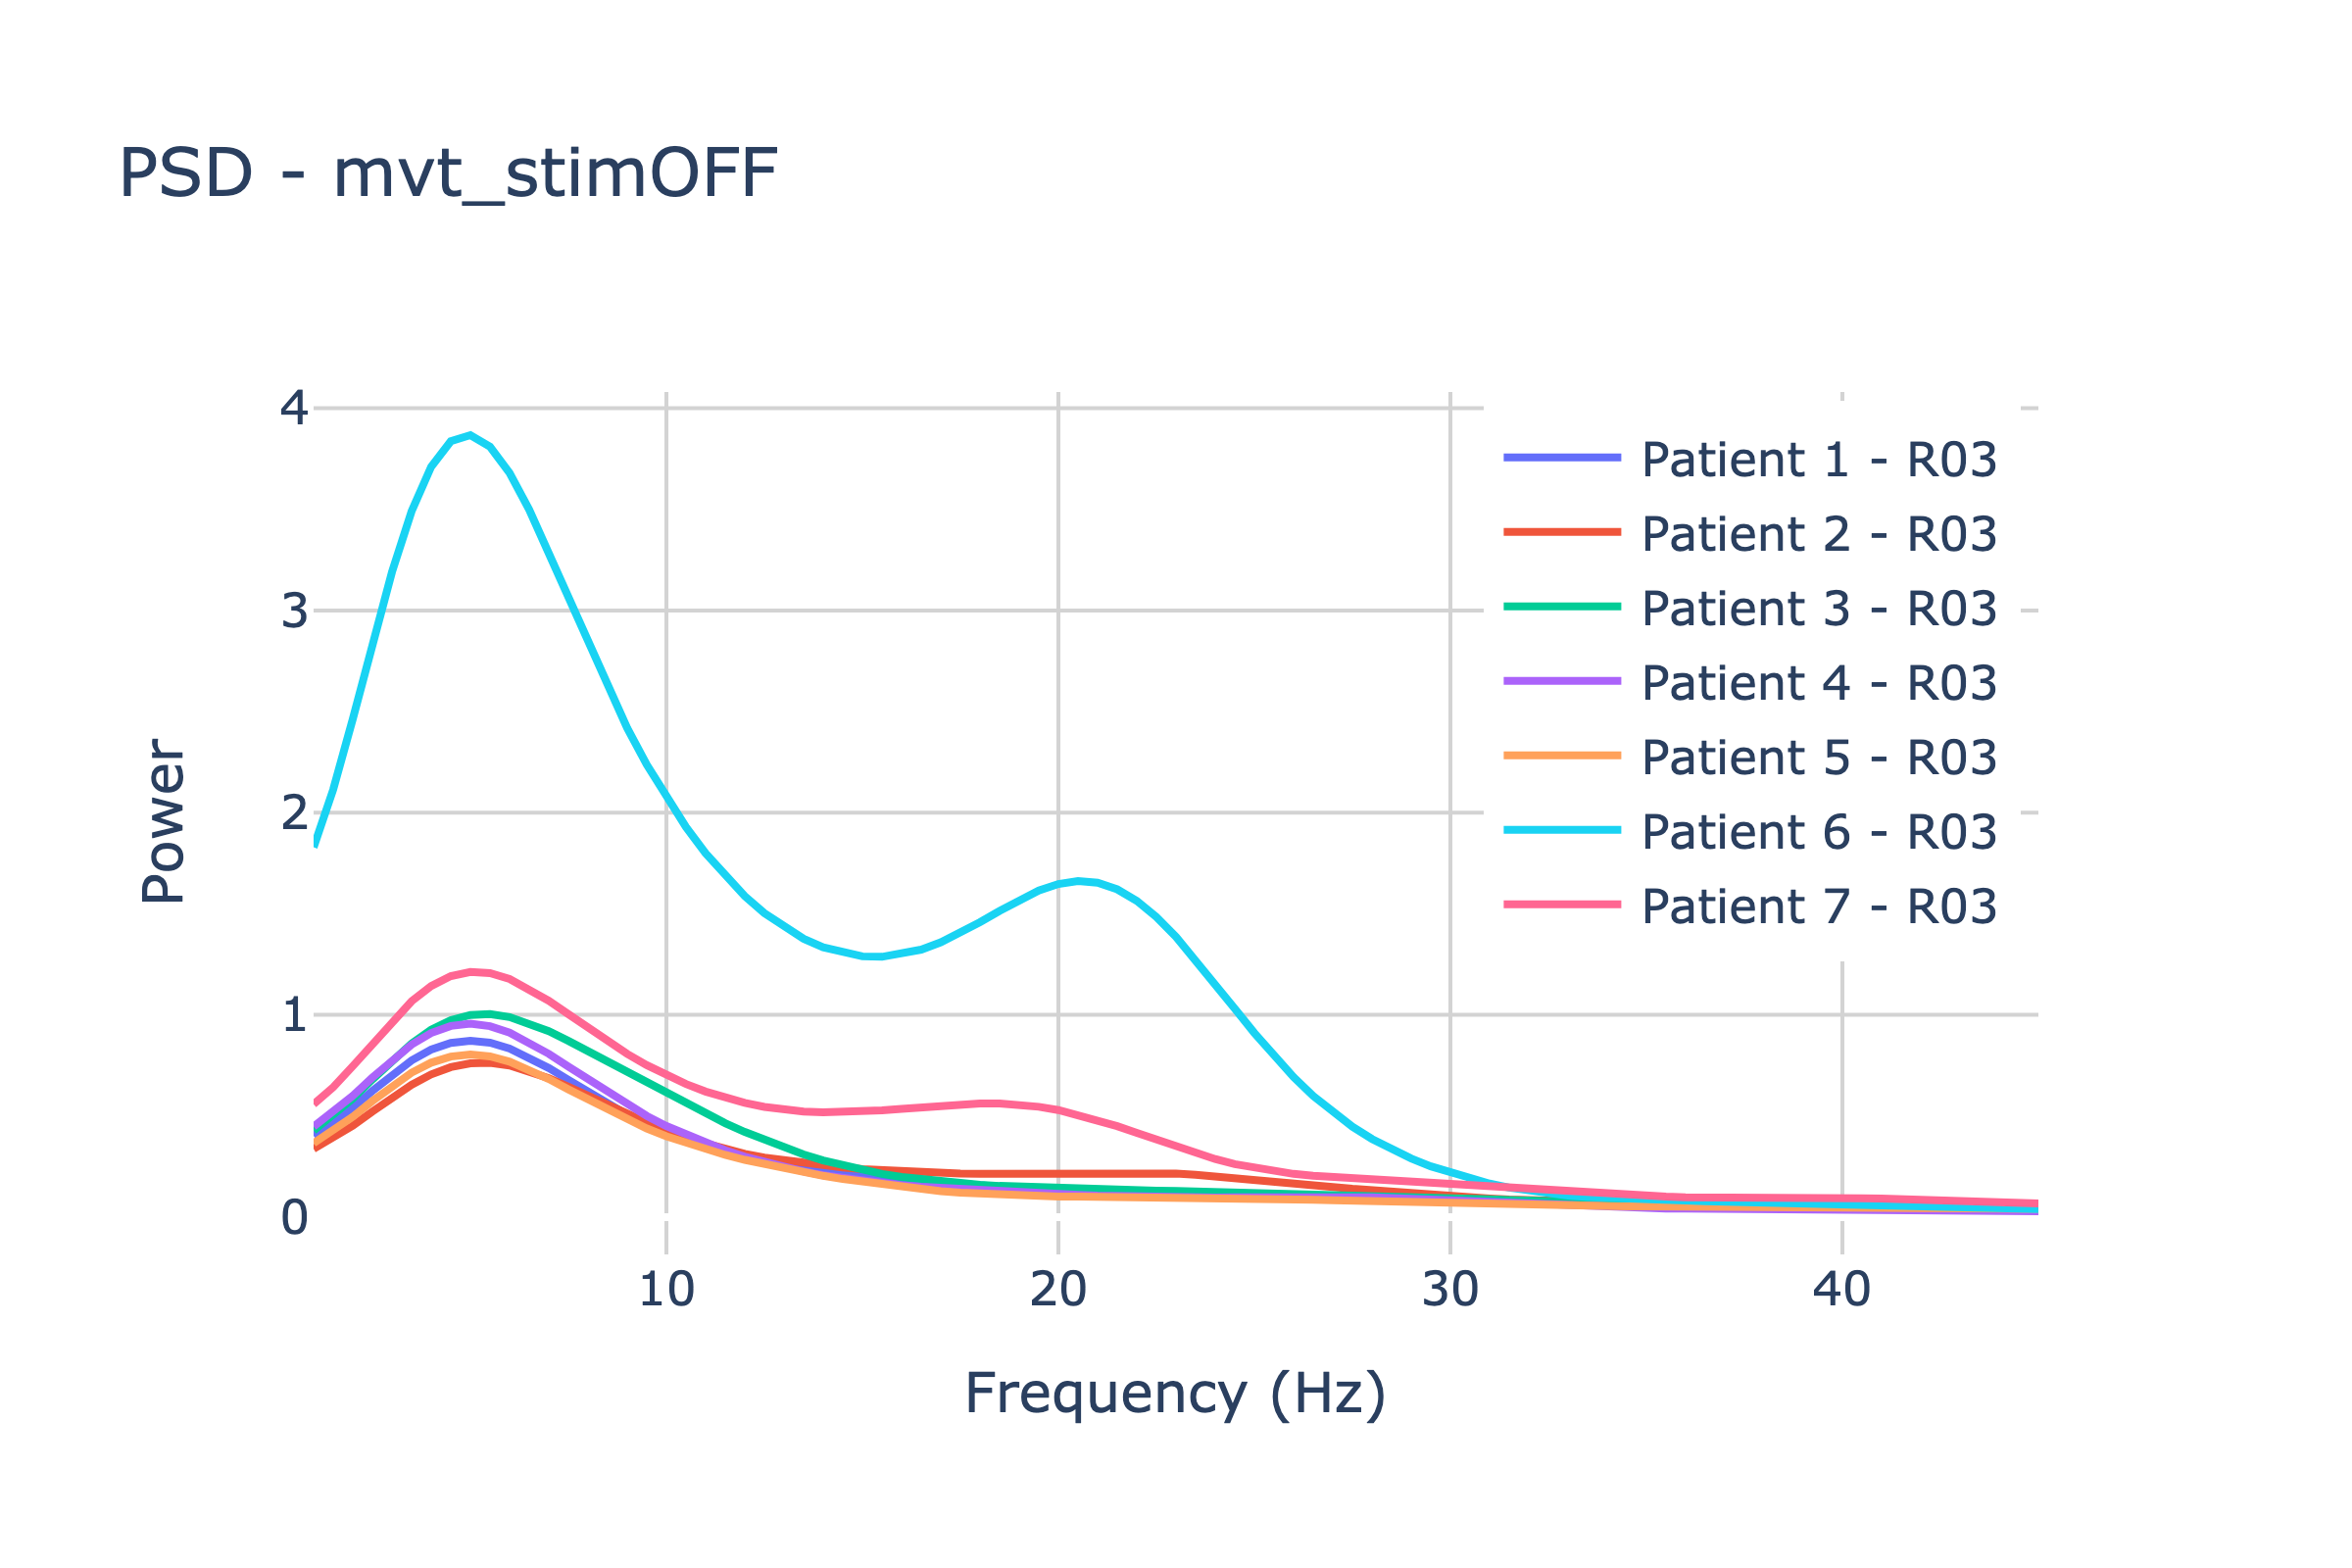 PSD - mvt_stimOFF
4
3
2
1
0
Power
10
20
30
40
Frequency (Hz)
Patient 1 - R03
Patient 2 - R03
Patient 3 - R03
Patient 4 - R03
Patient 5 - R03
Patient 6 - R03
Patient 7 - R03